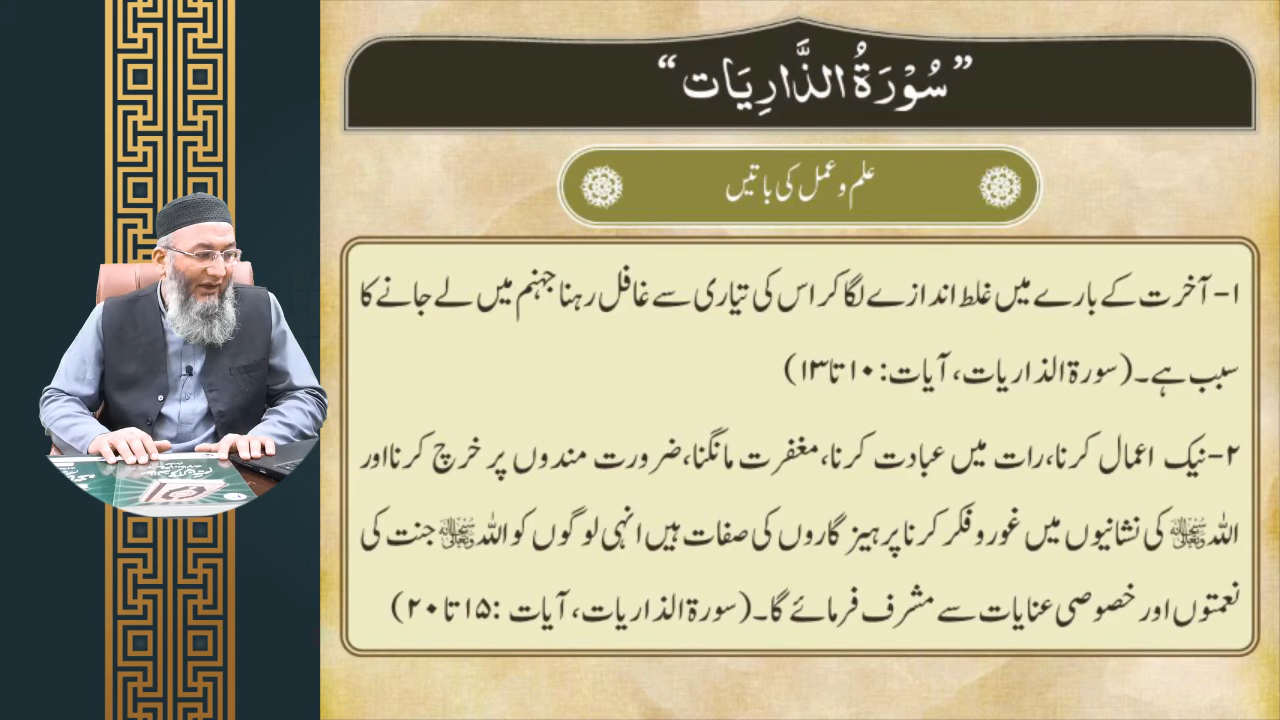 ”سُوْرَۃُ الذّٰرِیَات“
علم و عمل کی باتیں
۱- آخرت کے بارے میں غلط اندازے لگا کر اس کی تیاری سے غافل رہنا جہنم میں لے جانے کا
سبب ہے۔ (سورۃ الذاریات، آیات: ۱۰ تا ۱۳)
۲- نیک اعمال کرنا، رات میں عبادت کرنا، مغفرت مانگنا، ضرورت مندوں پر خرچ کرنا اور
اللہ ﷻ کی نشانیوں میں غور و فکر کرنا پرہیز گاروں کی صفات ہیں انہی لوگوں کو اللہ ﷻ جنت کی
نعمتوں اور خصوصی عنایات سے مشرف فرمائے گا۔ (سورۃ الذاریات، آیات: ۱۵ تا ۲۰)